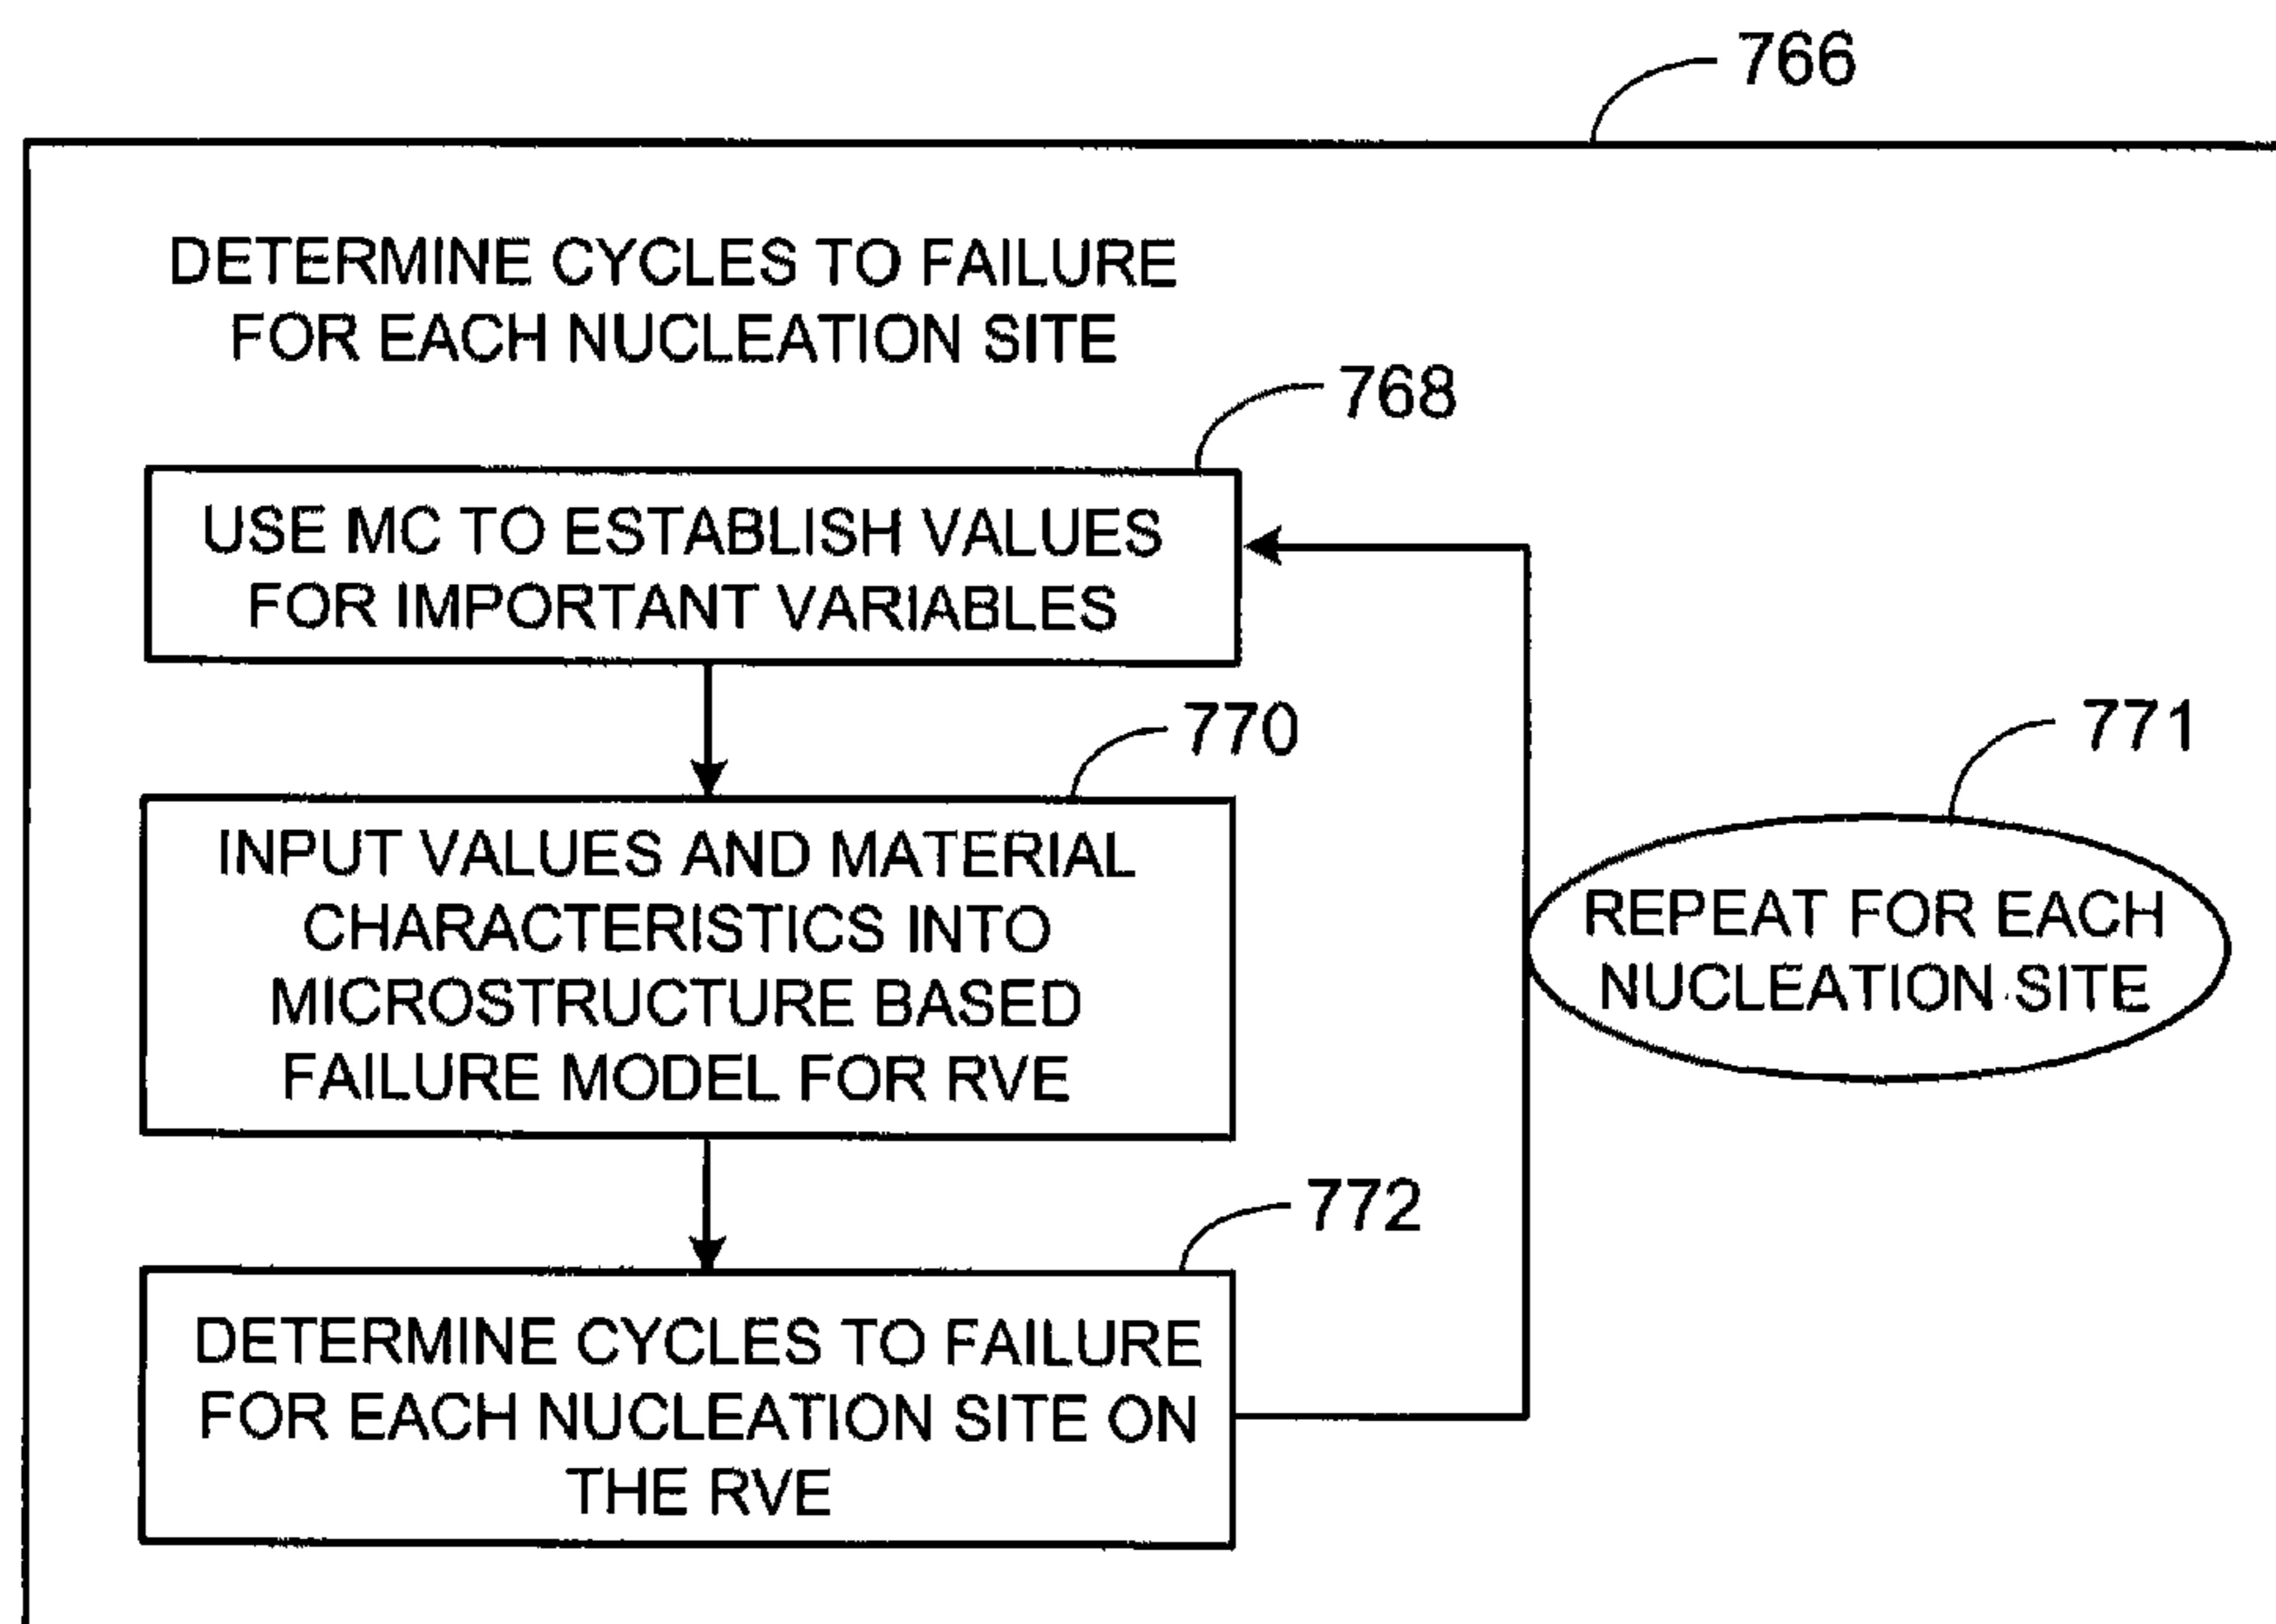 766
DETERMINE CYCLES TO FAILURE
FOR EACH NUCLEATION SITE
768
USE MC TO ESTABLISH VALUES
FOR IMPORTANT VARIABLES
770
INPUT VALUES AND MATERIAL
CHARACTERISTICS INTO
MICROSTRUCTURE BASED
FAILURE MODEL FOR RVE
771
REPEAT FOR EACH
NUCLEATION SITE
772
DETERMINE CYCLES TO FAILURE
FOR EACH NUCLEATION SITE ON
THE RVE